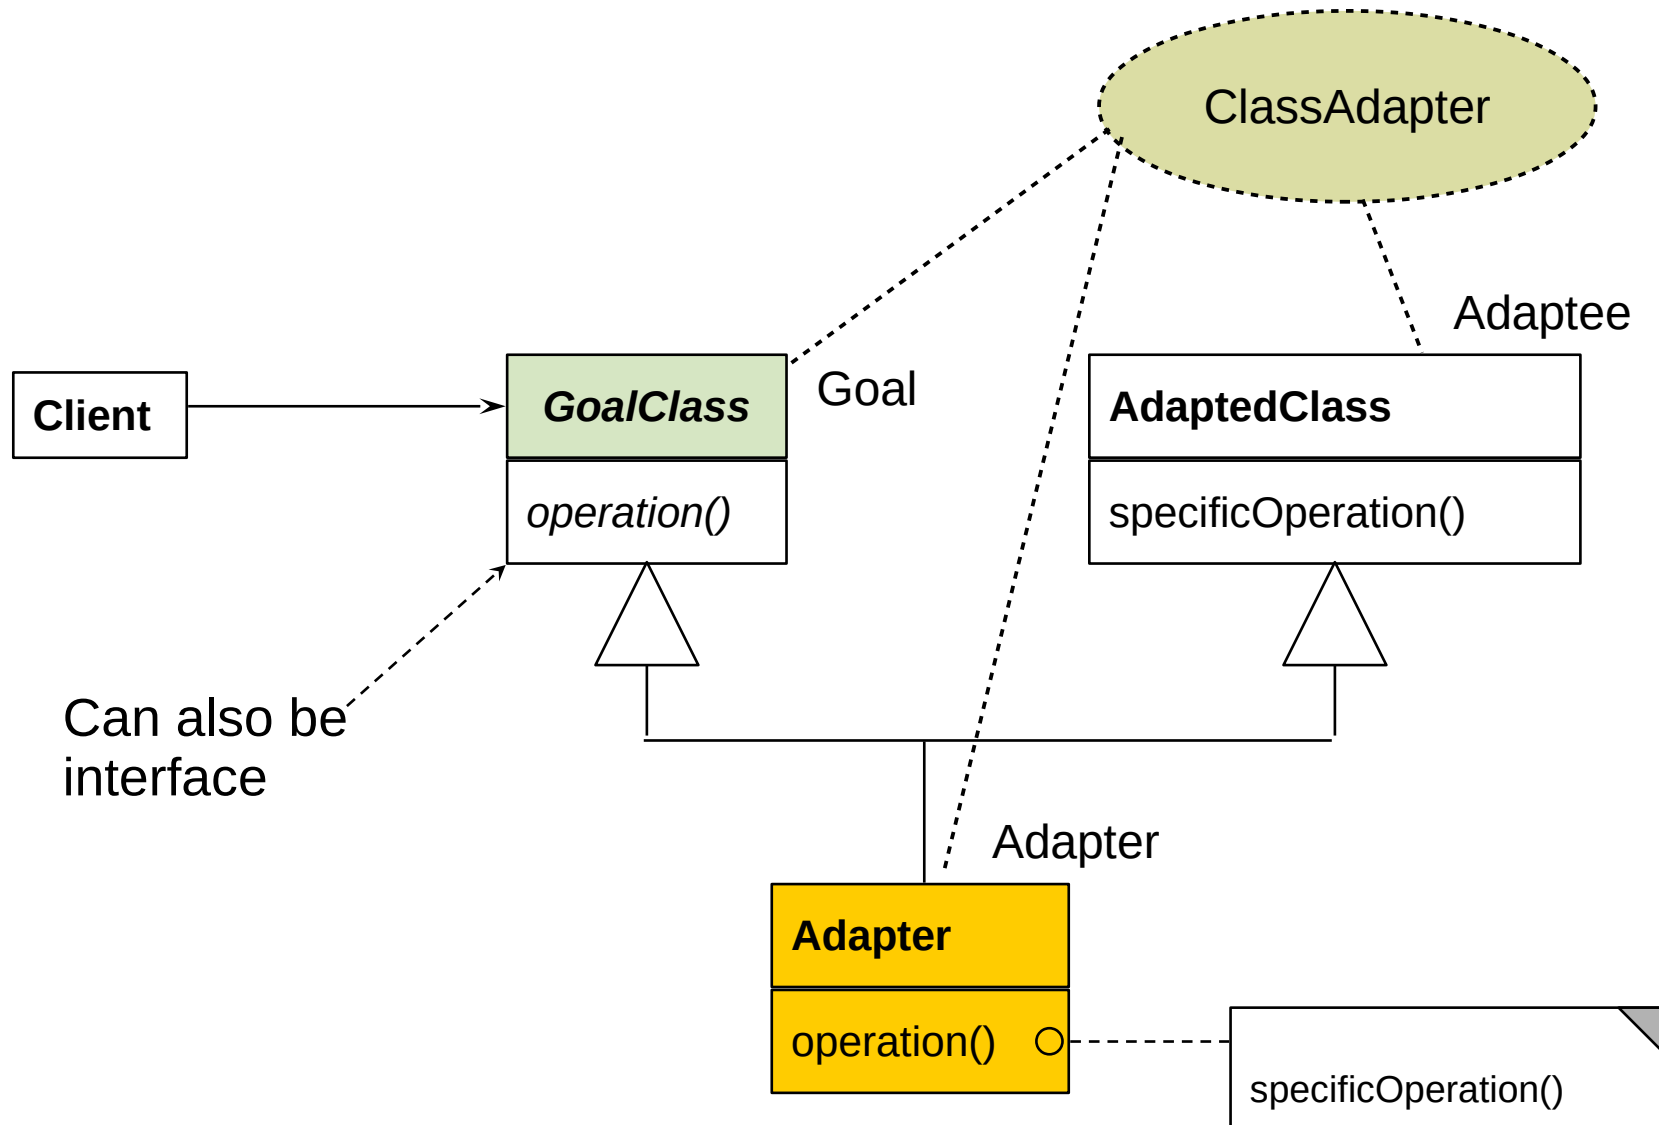 ClassAdapter
Adaptee
Client
GoalClass
Goal
AdaptedClass
operation()
specificOperation()
Can also be
interface
Adapter
Adapter
operation()
specificOperation()